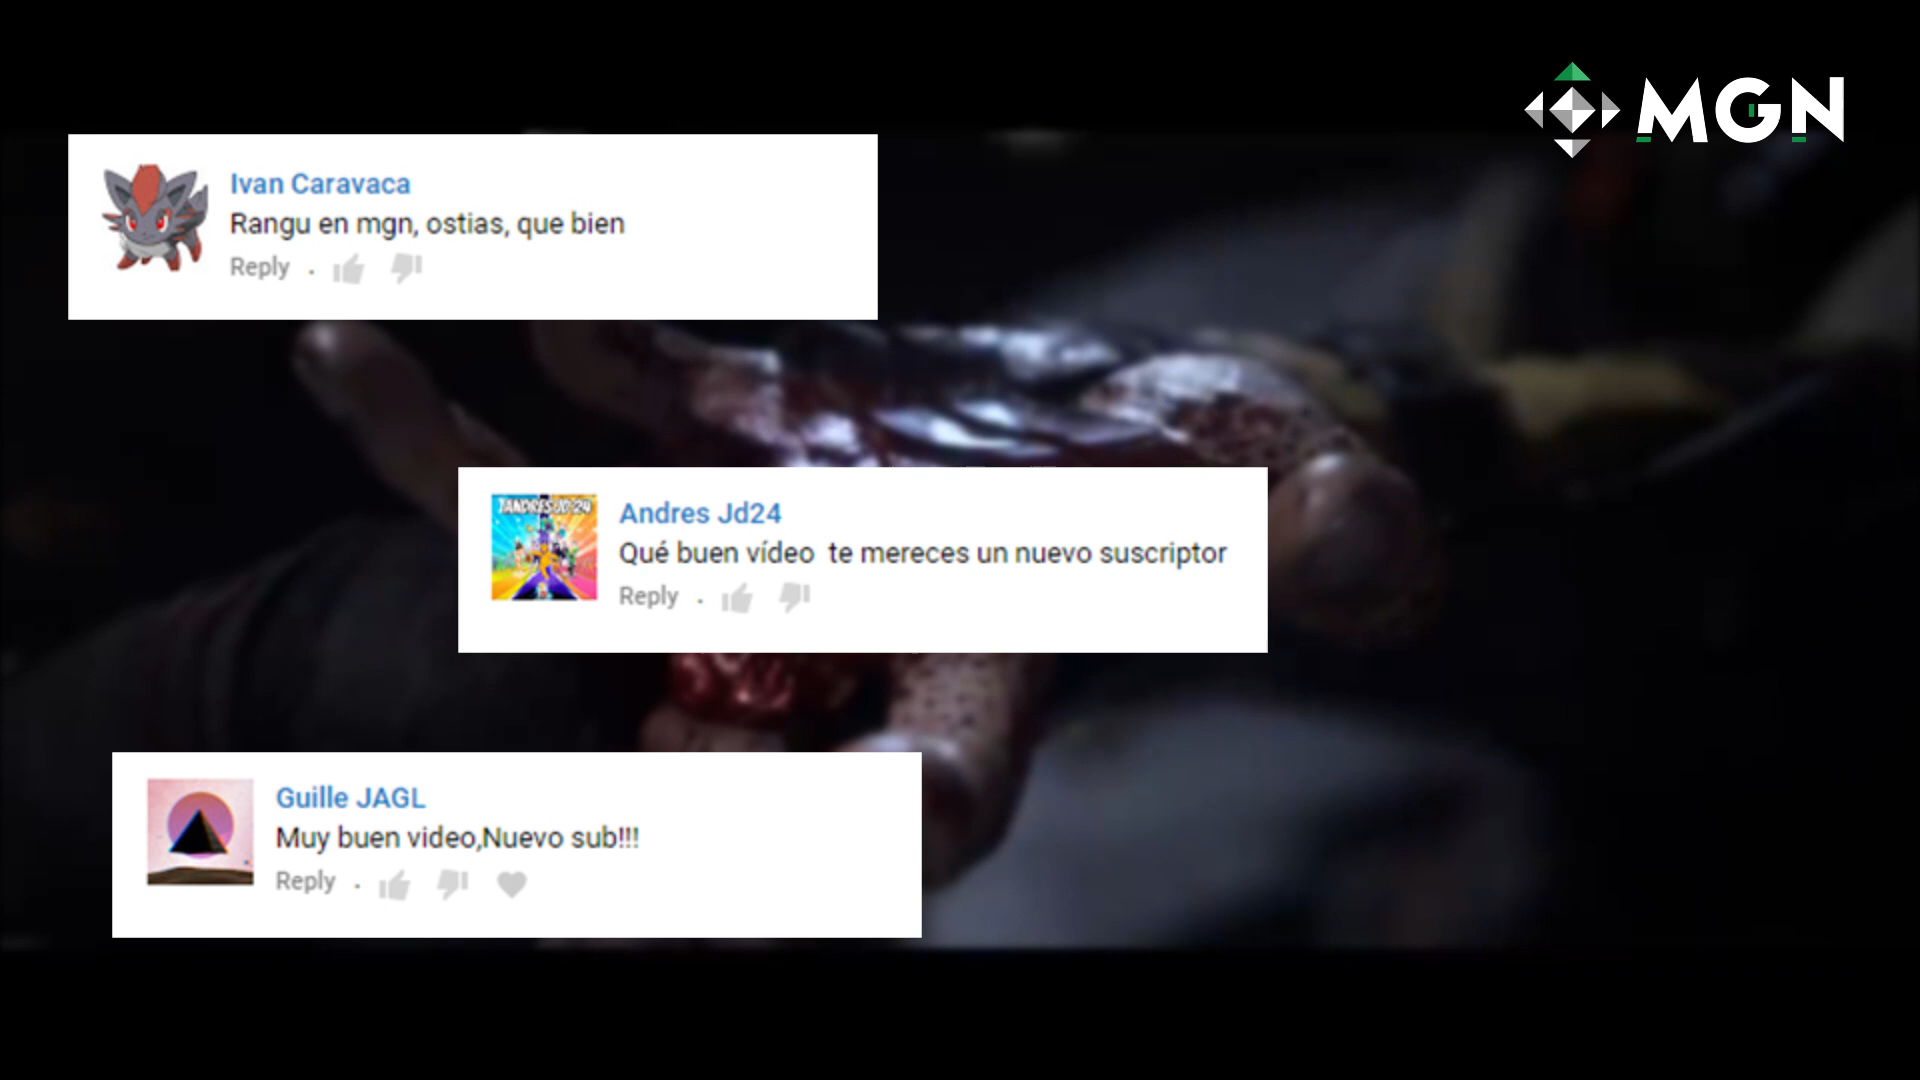 MGN
Ivan Caravaca
Rangu en mgn, ostias, que bien
Reply .
TANDRESJD24
Andres Jd24
Qué buen vídeo  te mereces un nuevo suscriptor
Reply .
Guille JAGL
Muy buen video,Nuevo sub!!!
Reply .